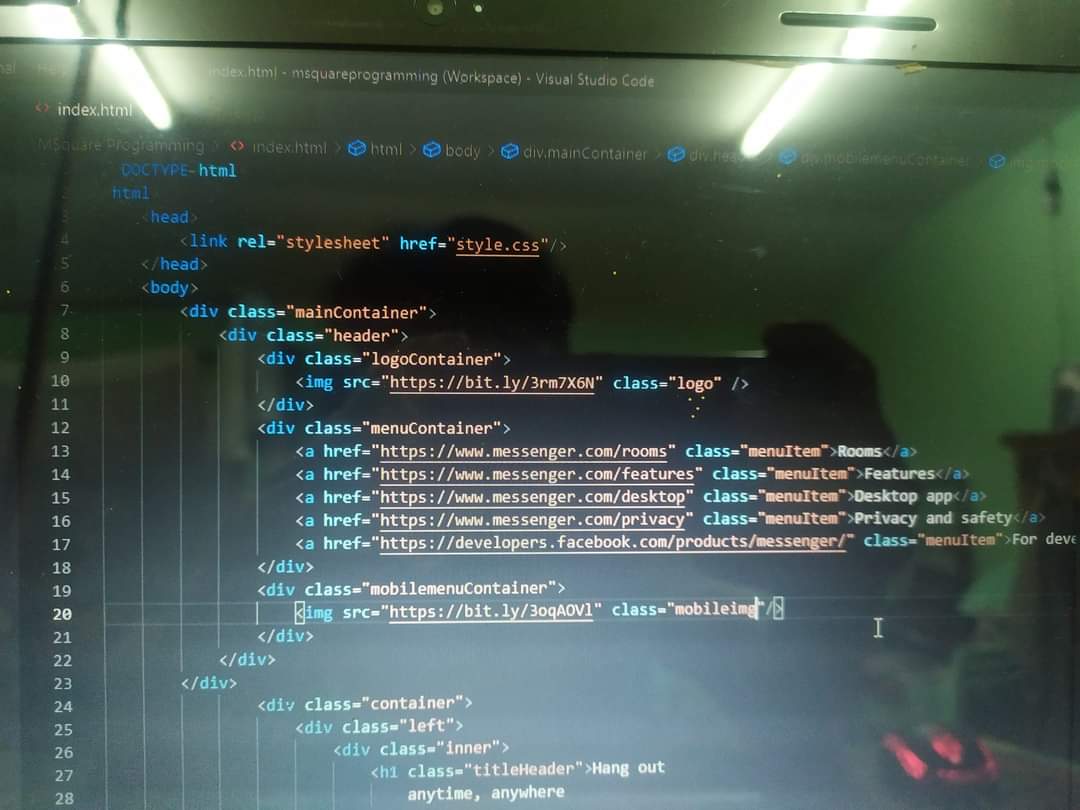 index.html - msquareprogramming (Workspace) - Visual Studio Code
<> index.html
MSquare Programming > <> index.html > html > body > div.mainContainer > div.mobilemenuContainer
DOCTYPE html
html
3 <head>
4 <link rel="stylesheet" href="style.css"/>
5 </head>
6 <body>
7 <div class="mainContainer">
8 <div class="header">
9 <div class="logoContainer">
10 <img src="https://bit.ly/3rm7X6N" class="logo" />
11 </div>
12 <div class="menuContainer">
13 <a href="https://www.messenger.com/rooms" class="menuItem">Rooms</a>
14 <a href="https://www.messenger.com/features" class="menuItem">Features</a>
15 <a href="https://www.messenger.com/desktop" class="menuItem">Desktop app</a>
16 <a href="https://www.messenger.com/privacy" class="menuItem">Privacy and safety</a>
17 <a href="https://developers.facebook.com/products/messenger/" class="menuItem">For deve
18 </div>
19 <div class="mobilemenuContainer">
20 <img src="https://bit.ly/3oqAOVl" class="mobileimg"/>
21 </div>
22 </div>
23 </div>
24 <div class="container">
25 <div class="left">
26 <div class="inner">
27 <h1 class="titleHeader">Hang out
28 anytime, anywhere